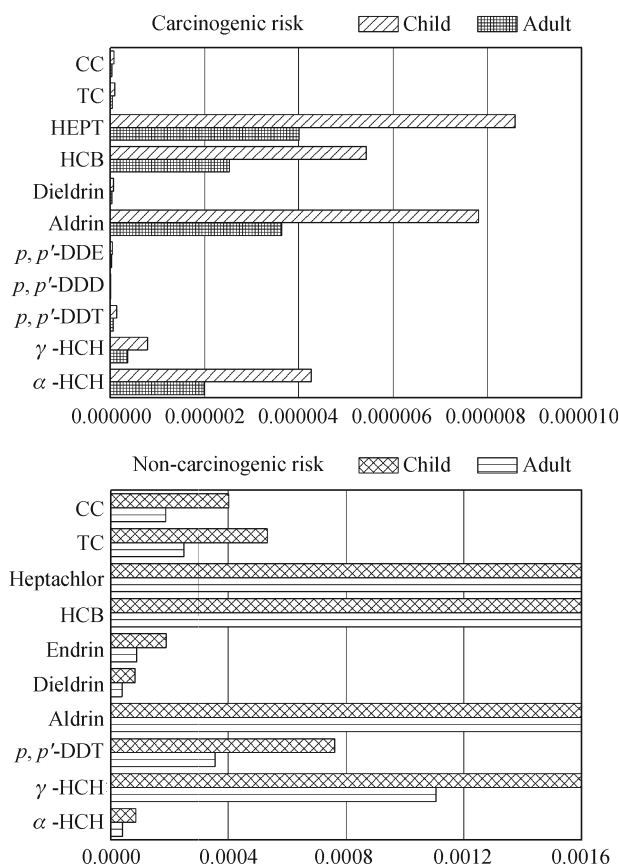 Carcinogenic risk Child Adult
CC
TC
HEPT
HCB
Dieldrin
Aldrin
p, p′-DDE
p, p′-DDD
p, p′-DDT
γ -HCH
α -HCH
0.000000 0.000002 0.000004 0.000006 0.000008 0.000010
Non-carcinogenic risk Child Adult
CC
TC
Heptachlor
HCB
Endrin
Dieldrin
Aldrin
p, p′-DDT
γ -HCH
α -HCH
0.0000 0.0004 0.0008 0.0012 0.0016